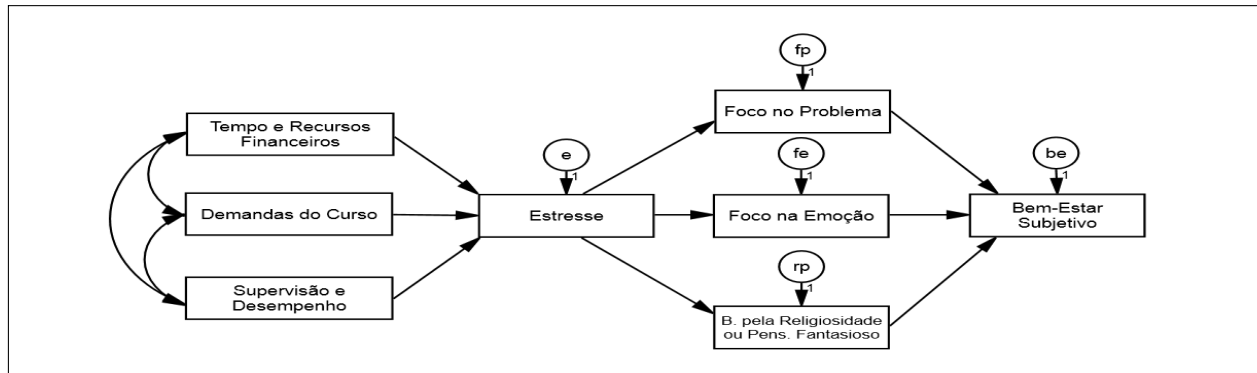 fp
1
Foco no Problema
Tempo e Recursos
Financeiros
e
1
fe
1
be
1
Demandas do Curso
Estresse
Foco na Emoção
Bem-Estar
Subjetivo
Supervisão e
Desempenho
rp
1
B. pela Religiosidade
ou Pens. Fantasioso